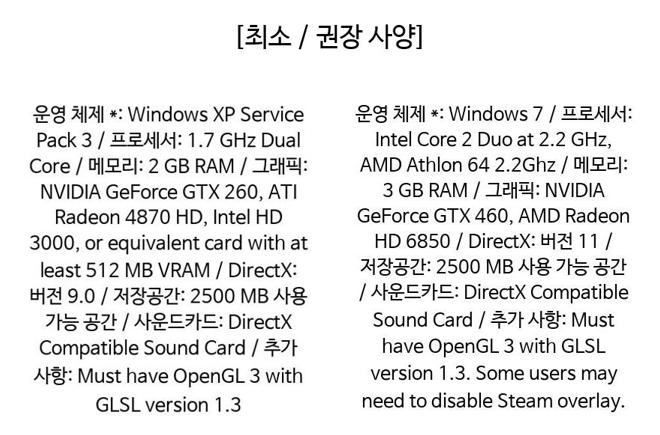 [최소 / 권장 사양]
운영 체제 *: Windows XP Service
Pack 3 / 프로세서: 1.7 GHz Dual
Core / 메모리: 2 GB RAM / 그래픽:
NVIDIA GeForce GTX 260, ATI
Radeon 4870 HD, Intel HD
3000, or equivalent card with at
least 512 MB VRAM / DirectX:
버전 9.0 / 저장공간: 2500 MB 사용
가능 공간 / 사운드카드: DirectX
Compatible Sound Card / 추가
사항: Must have OpenGL 3 with
GLSL version 1.3
운영 체제 *: Windows 7 / 프로세서:
Intel Core 2 Duo at 2.2 GHz,
AMD Athlon 64 2.2Ghz / 메모리:
3 GB RAM / 그래픽: NVIDIA
GeForce GTX 460, AMD Radeon
HD 6850 / DirectX: 버전 11 /
저장공간: 2500 MB 사용 가능 공간
/ 사운드카드: DirectX Compatible
Sound Card / 추가 사항: Must
have OpenGL 3 with GLSL
version 1.3. Some users may
need to disable Steam overlay.